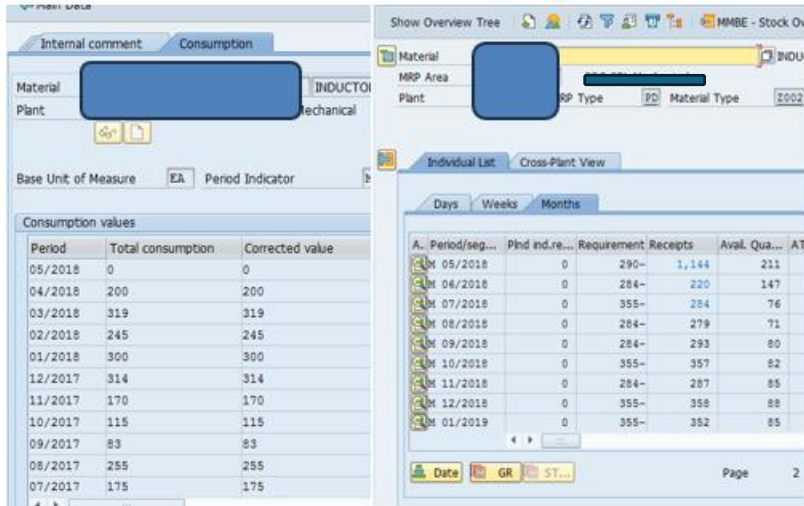 Main Data
Internal comment Consumption
Material INDUCTO
Plant Mechanical
Base Unit of Measure EA Period Indicator M
Consumption values
Period Total consumption Corrected value
05/2018 0 0
04/2018 200 200
03/2018 319 319
02/2018 245 245
01/2018 300 300
12/2017 314 314
11/2017 170 170
10/2017 115 115
09/2017 83 83
08/2017 255 255
07/2017 175 175
Show Overview Tree MMBE - Stock Ov
Material INDU
MRP Area
Plant RP Type PD Material Type Z002
Individual List Cross-Plant View
Days Weeks Months
A.. Period/seg... Plnd ind.re... Requirement Receipts Avail. Qua... AT
M 05/2018 0 290- 1,144 211
M 06/2018 0 284- 220 147
M 07/2018 0 355- 284 76
M 08/2018 0 284- 279 71
M 09/2018 0 284- 293 80
M 10/2018 0 355- 357 82
M 11/2018 0 284- 287 85
M 12/2018 0 355- 358 88
M 01/2019 0 355- 352 85
Date GR ST...
Page 2